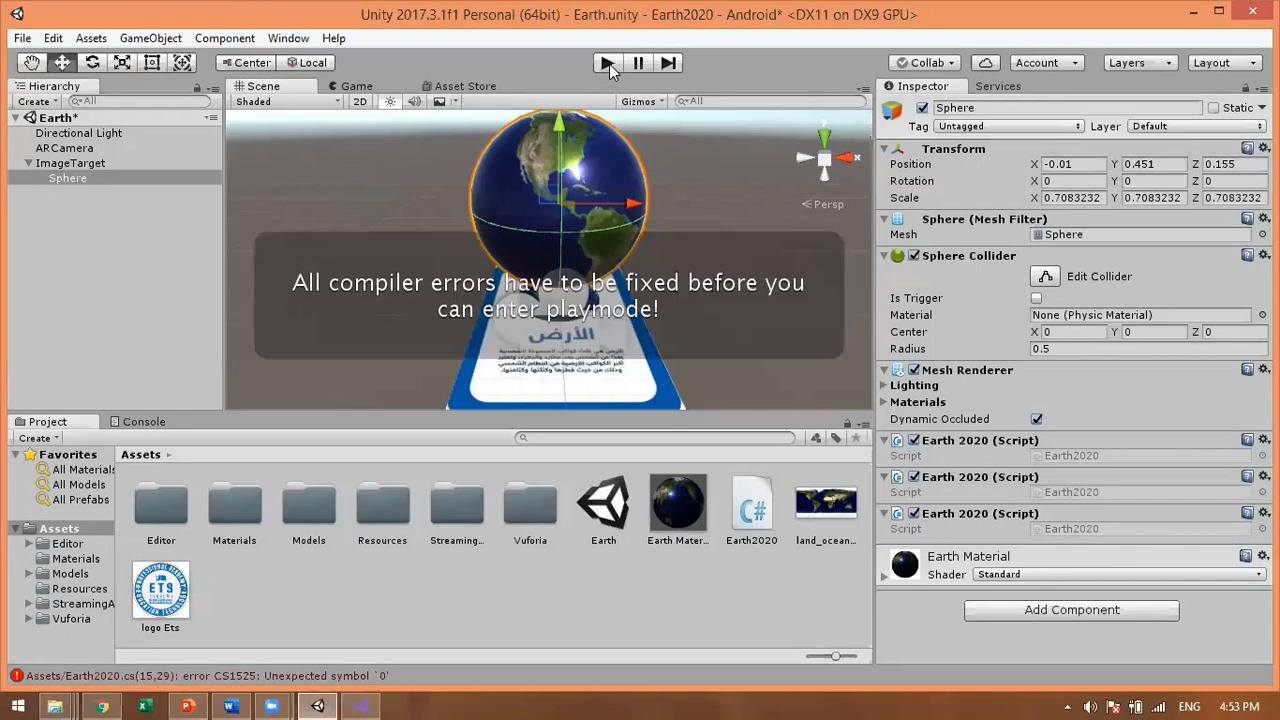 Unity 2017.3.1f1 Personal (64bit) - Earth.unity - Earth2020 - Android* <DX11 on DX9 GPU>
File Edit Assets GameObject Component Window Help
Center Local Collab Account Layers Layout
Hierarchy
Create All
Earth*
Directional Light
ARCamera
ImageTarget
Sphere
Scene Game Asset Store
Shaded 2D Gizmos All
x
Persp
All compiler errors have to be fixed before you
can enter playmode!
الأرض
Inspector Services
Sphere Static
Tag Untagged Layer Default
Transform
Position X -0.01 Y 0.451 Z 0.155
Rotation X 0 Y 0 Z 0
Scale X 0.7083232 Y 0.7083232 Z 0.7083232
Sphere (Mesh Filter)
Mesh Sphere
Sphere Collider
Edit Collider
Is Trigger
Material None (Physic Material)
Center X 0 Y 0 Z 0
Radius 0.5
Mesh Renderer
Lighting
Materials
Dynamic Occluded
Earth 2020 (Script)
Script Earth2020
Earth 2020 (Script)
Script Earth2020
Earth 2020 (Script)
Script Earth2020
Earth Material
Shader Standard
Add Component
Project Console
Create
Favorites
All Materials
All Models
All Prefabs
Assets
Editor
Materials
Models
Resources
StreamingA
Vuforia
Assets
Editor Materials Models Resources Streaming... Vuforia Earth Earth Mater... Earth2020 land_ocean...
C#
ETS
logo Ets
Assets/Earth2020.cs(15,29): error CS1525: Unexpected symbol `0'
ENG 4:53 PM